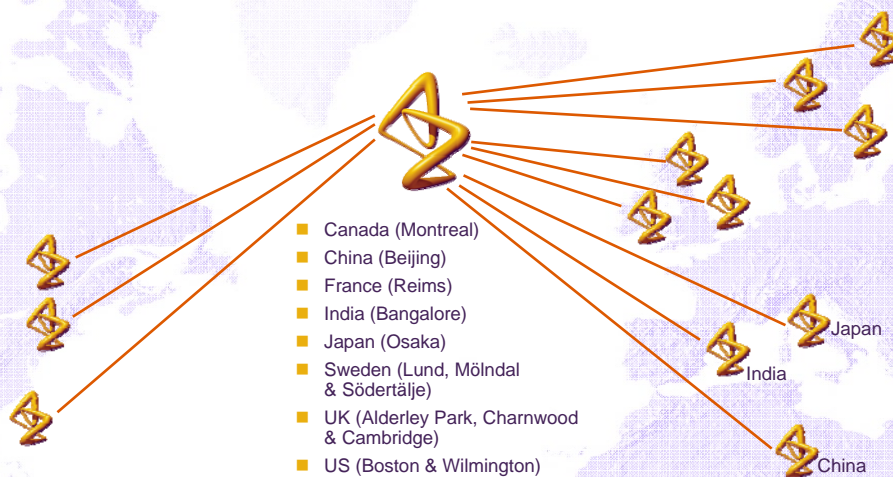 Canada (Montreal)
China (Beijing)
France (Reims)
India (Bangalore)
Japan (Osaka)
Sweden (Lund, Mölndal
& Södertälje)
UK (Alderley Park, Charnwood
& Cambridge)
US (Boston & Wilmington)
Japan
India
China